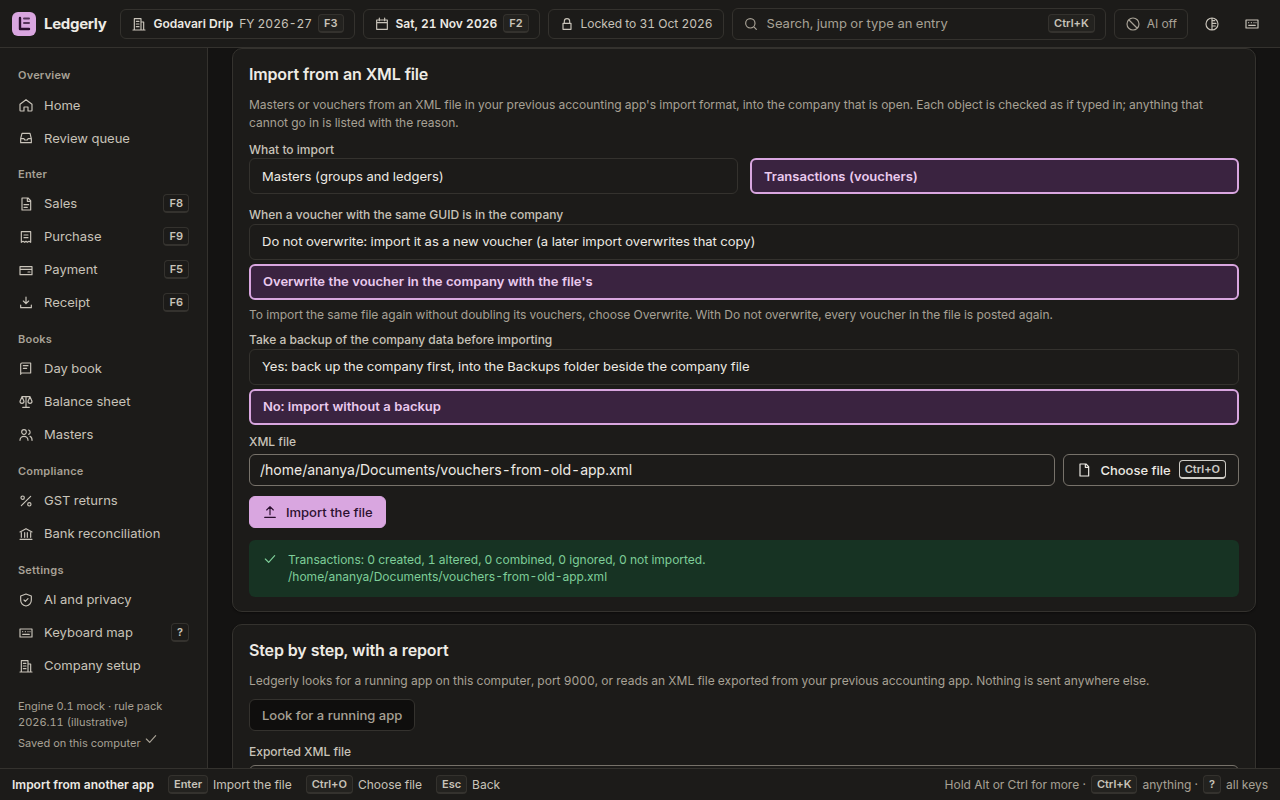 Ledgerly
Godavari Drip FY 2026-27 F3
Sat, 21 Nov 2026 F2
Locked to 31 Oct 2026
Search, jump or type an entry Ctrl+K
AI off
Overview
Home
Review queue
Enter
Sales F8
Purchase F9
Payment F5
Receipt F6
Books
Day book
Balance sheet
Masters
Compliance
GST returns
Bank reconciliation
Settings
AI and privacy
Keyboard map ?
Company setup
Engine 0.1 mock · rule pack
2026.11 (illustrative)
Saved on this computer
Import from an XML file
Masters or vouchers from an XML file in your previous accounting app's import format, into the company that is open. Each object is checked as if typed in; anything that
cannot go in is listed with the reason.
What to import
Masters (groups and ledgers)
Transactions (vouchers)
When a voucher with the same GUID is in the company
Do not overwrite: import it as a new voucher (a later import overwrites that copy)
Overwrite the voucher in the company with the file's
To import the same file again without doubling its vouchers, choose Overwrite. With Do not overwrite, every voucher in the file is posted again.
Take a backup of the company data before importing
Yes: back up the company first, into the Backups folder beside the company file
No: import without a backup
XML file
/home/ananya/Documents/vouchers-from-old-app.xml
Choose file Ctrl+O
Import the file
Transactions: 0 created, 1 altered, 0 combined, 0 ignored, 0 not imported.
/home/ananya/Documents/vouchers-from-old-app.xml
Step by step, with a report
Ledgerly looks for a running app on this computer, port 9000, or reads an XML file exported from your previous accounting app. Nothing is sent anywhere else.
Look for a running app
Exported XML file
Import from another app Enter Import the file Ctrl+O Choose file Esc Back
Hold Alt or Ctrl for more · Ctrl+K anything · ? all keys